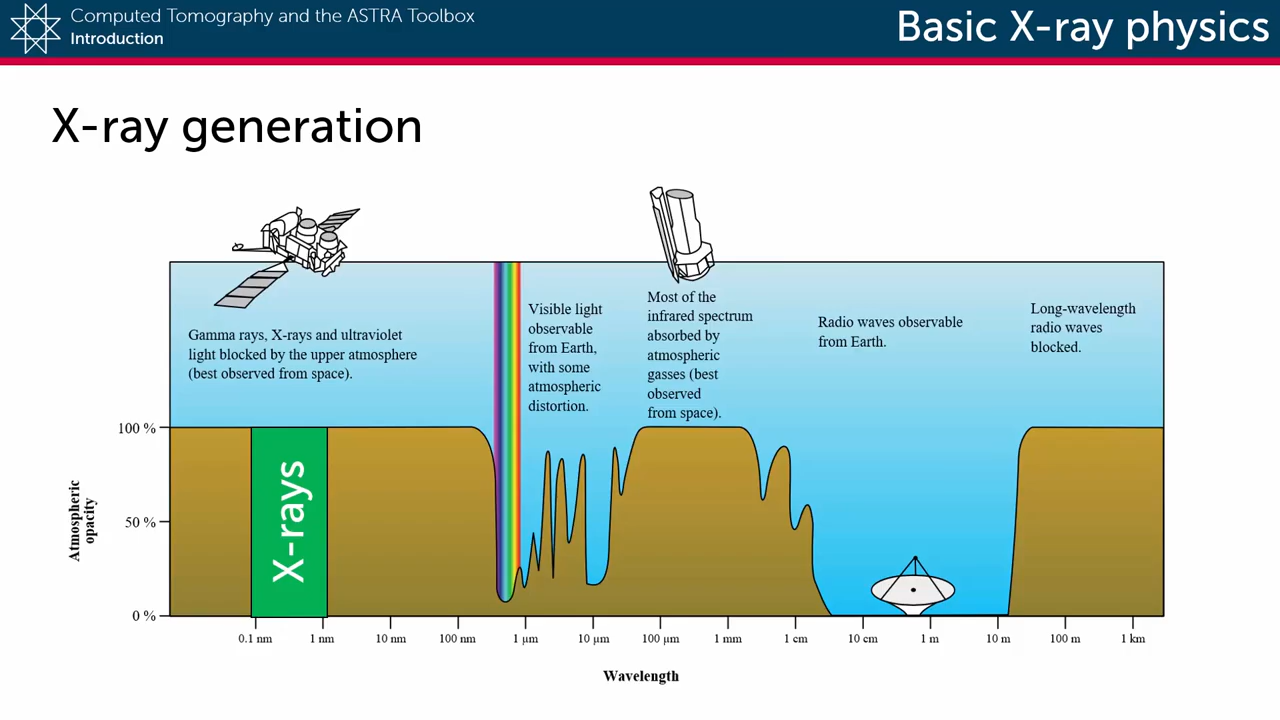 Computed Tomography and the ASTRA Toolbox
Introduction
Basic X-ray physics
X-ray generation
Gamma rays, X-rays and ultraviolet
light blocked by the upper atmosphere
(best observed from space).
Visible light
observable
from Earth,
with some
atmospheric
distortion.
Most of the
infrared spectrum
absorbed by
atmospheric
gasses (best
observed
from space).
Radio waves observable
from Earth.
Long-wavelength
radio waves
blocked.
Atmospheric
opacity
100 %
50 %
0 %
X-rays
0.1 nm
1 nm
10 nm
100 nm
1 µm
10 µm
100 µm
1 mm
1 cm
10 cm
1 m
10 m
100 m
1 km
Wavelength